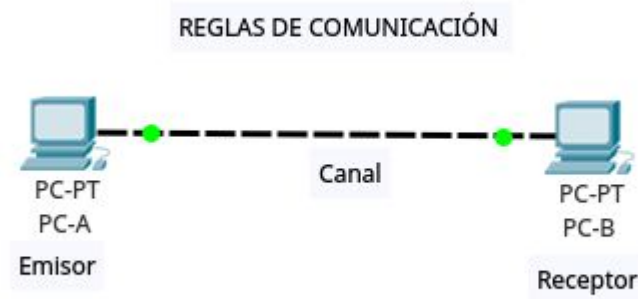 REGLAS DE COMUNICACIÓN
Canal
PC-PT
PC-A
Emisor
PC-PT
PC-B
Receptor